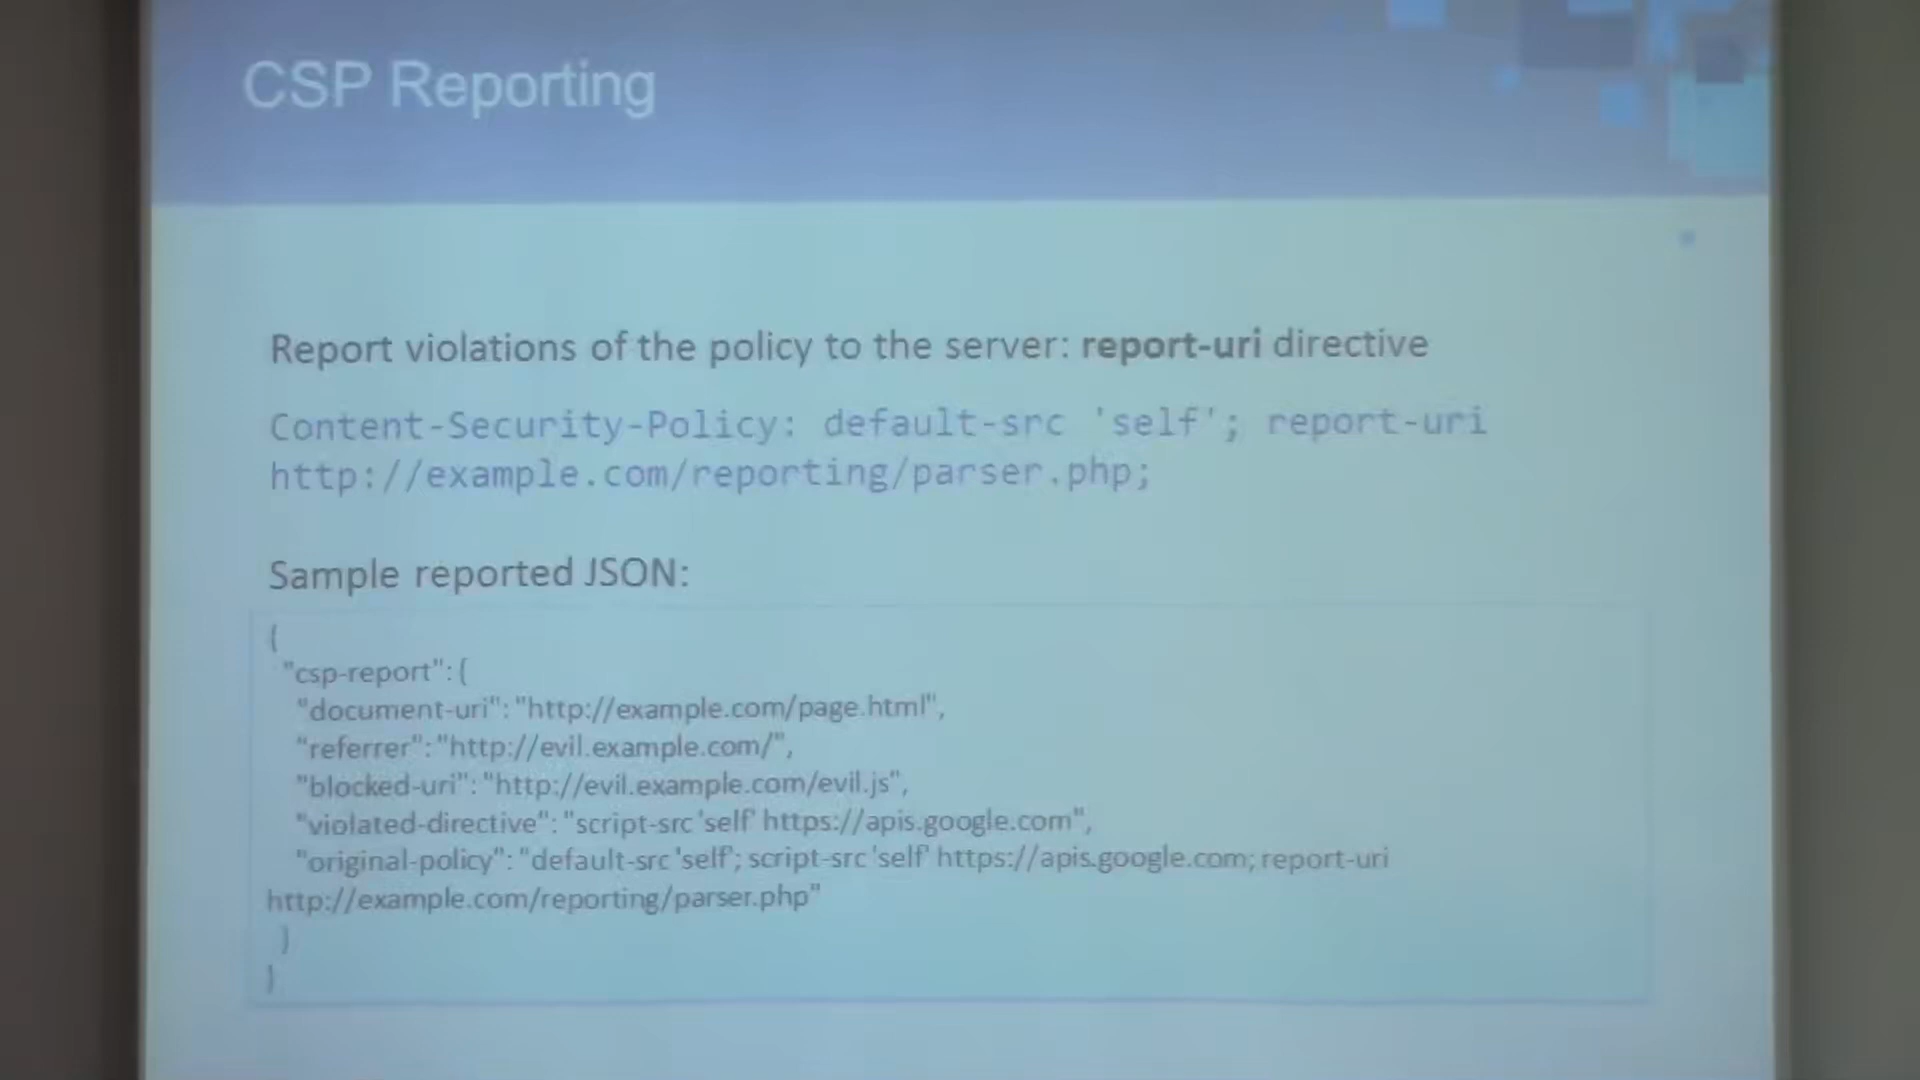 CSP Reporting
Report violations of the policy to the server: report-uri directive
Content-Security-Policy: default-src 'self'; report-uri
http://example.com/reporting/parser.php;
Sample reported JSON:
{
"csp-report":{
"document-uri":"http://example.com/page.html",
"referrer":"http://evil.example.com/",
"blocked-uri":"http://evil.example.com/evil.js",
"violated-directive":"script-src 'self' https://apis.google.com",
"original-policy":"default-src 'self'; script-src 'self' https://apis.google.com; report-uri
http://example.com/reporting/parser.php"
}
}